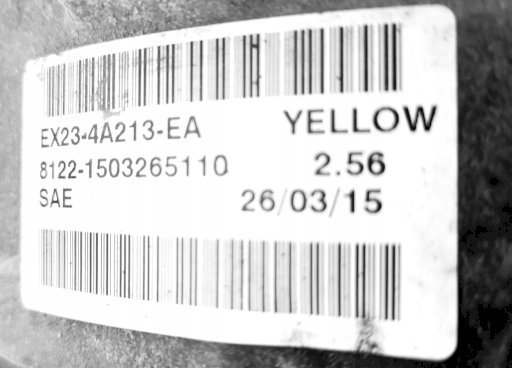 EX23-4A213-EA YELLOW
8122-1503265110 2.56
SAE 26/03/15